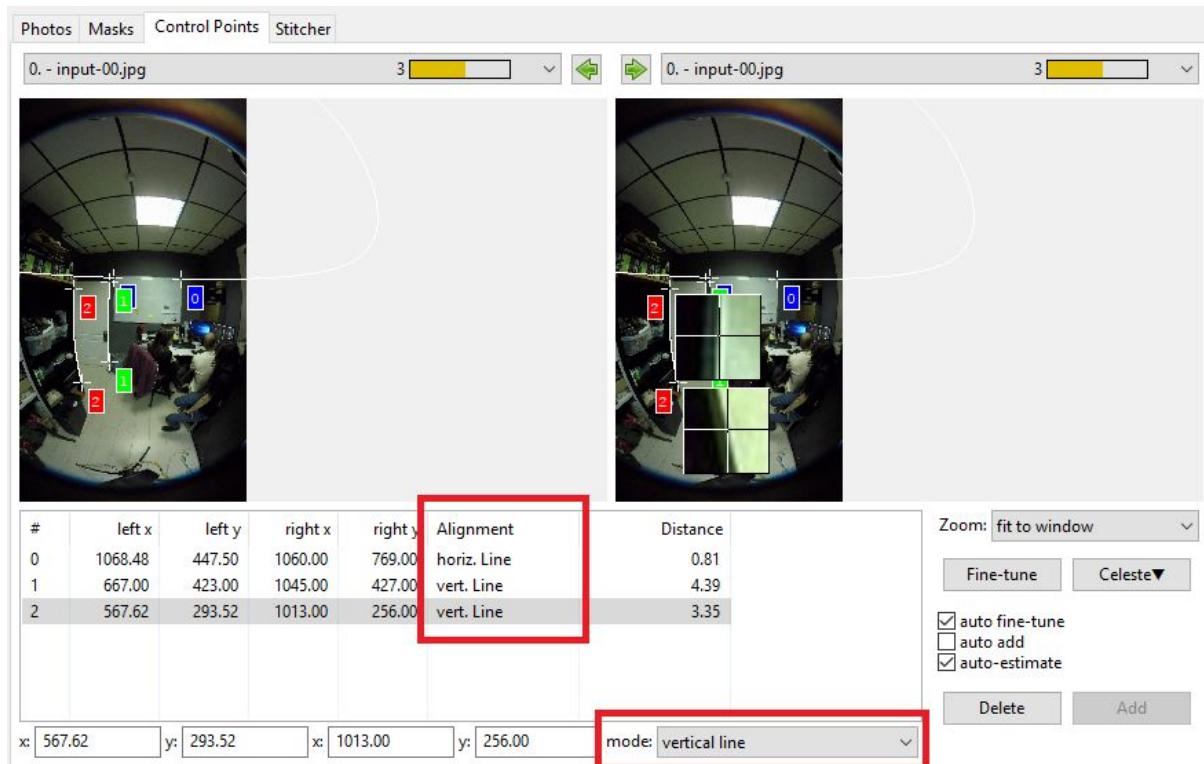 Photos Masks Control Points Stitcher
0. - input-00.jpg 3 0. - input-00.jpg 3
0 0
1 1
2 2
1 1
2 2
# left x left y right x right y Alignment Distance Zoom: fit to window
0 1068.48 447.50 1060.00 769.00 horiz. Line 0.81
1 667.00 423.00 1045.00 427.00 vert. Line 4.39 Fine-tune Celeste▼
2 567.62 293.52 1013.00 256.00 vert. Line 3.35
auto fine-tune
auto add
auto-estimate
Delete Add
x: 567.62 y: 293.52 x: 1013.00 y: 256.00 mode: vertical line